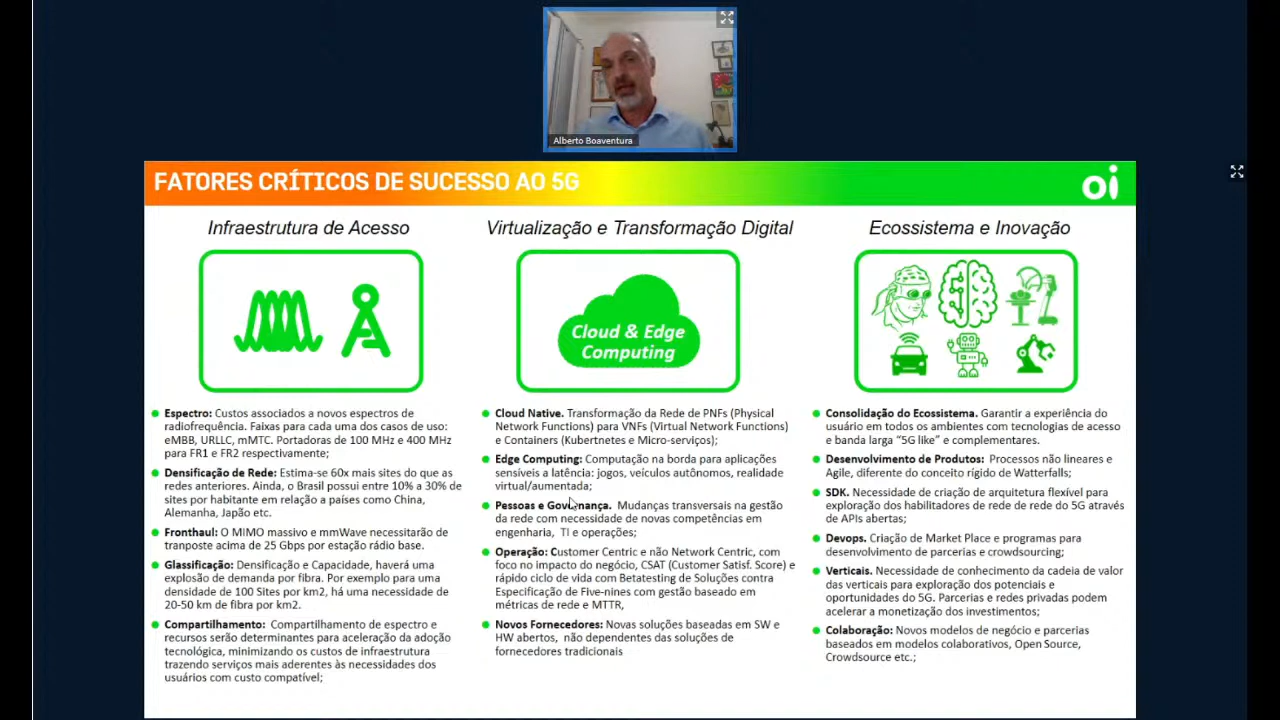 Alberto Boaventura
FATORES CRÍTICOS DE SUCESSO AO 5G
oi
Infraestrutura de Acesso
Espectro: Custos associados a novos espectros de
radiofrequência. Faixas para cada uma dos casos de uso:
eMBB, URLLC, mMTC. Portadoras de 100 MHz e 400 MHz
para FR1 e FR2 respectivamente;
Densificação de Rede: Estima-se 60x mais sites do que as
redes anteriores. Ainda, o Brasil possui entre 10% a 30% de
sites por habitante em relação a países como China,
Alemanha, Japão etc.
Fronthaul: O MIMO massivo e mmWave necessitarão de
tranposte acima de 25 Gbps por estação rádio base.
Glassificação: Densificação e Capacidade, haverá uma
explosão de demanda por fibra. Por exemplo para uma
densidade de 100 Sites por km2, há uma necessidade de
20-50 km de fibra por km2.
Compartilhamento: Compartilhamento de espectro e
recursos serão determinantes para aceleração da adoção
tecnológica, minimizando os custos de infraestrutura
trazendo serviços mais aderentes às necessidades dos
usuários com custo compatível;
Virtualização e Transformação Digital
Cloud & Edge
Computing
Cloud Native. Transformação da Rede de PNFs (Physical
Network Functions) para VNFs (Virtual Network Functions)
e Containers (Kubertnetes e Micro-serviços);
Edge Computing: Computação na borda para aplicações
sensíveis a latência: jogos, veículos autônomos, realidade
virtual/aumentada;
Pessoas e Governança. Mudanças transversais na gestão
da rede com necessidade de novas competências em
engenharia, TI e operações;
Operação: Customer Centric e não Network Centric, com
foco no impacto do negócio, CSAT (Customer Satisf. Score) e
rápido ciclo de vida com Betatesting de Soluções contra
Especificação de Five-nines com gestão baseado em
métricas de rede e MTTR,
Novos Fornecedores: Novas soluções baseadas em SW e
HW abertos, não dependentes das soluções de
fornecedores tradicionais
Ecossistema e Inovação
Consolidação do Ecossistema. Garantir a experiência do
usuário em todos os ambientes com tecnologias de acesso
e banda larga “5G like” e complementares.
Desenvolvimento de Produtos: Processos não lineares e
Agile, diferente do conceito rígido de Watterfalls;
SDK. Necessidade de criação de arquitetura flexível para
exploração dos habilitadores de rede de rede do 5G através
de APIs abertas;
Devops. Criação de Market Place e programas para
desenvolvimento de parcerias e crowdsourcing;
Verticais. Necessidade de conhecimento da cadeia de valor
das verticais para exploração dos potenciais e
oportunidades do 5G. Parcerias e redes privadas podem
acelerar a monetização dos investimentos;
Colaboração: Novos modelos de negócio e parcerias
baseados em modelos colaborativos, Open Source,
Crowdsource etc.;